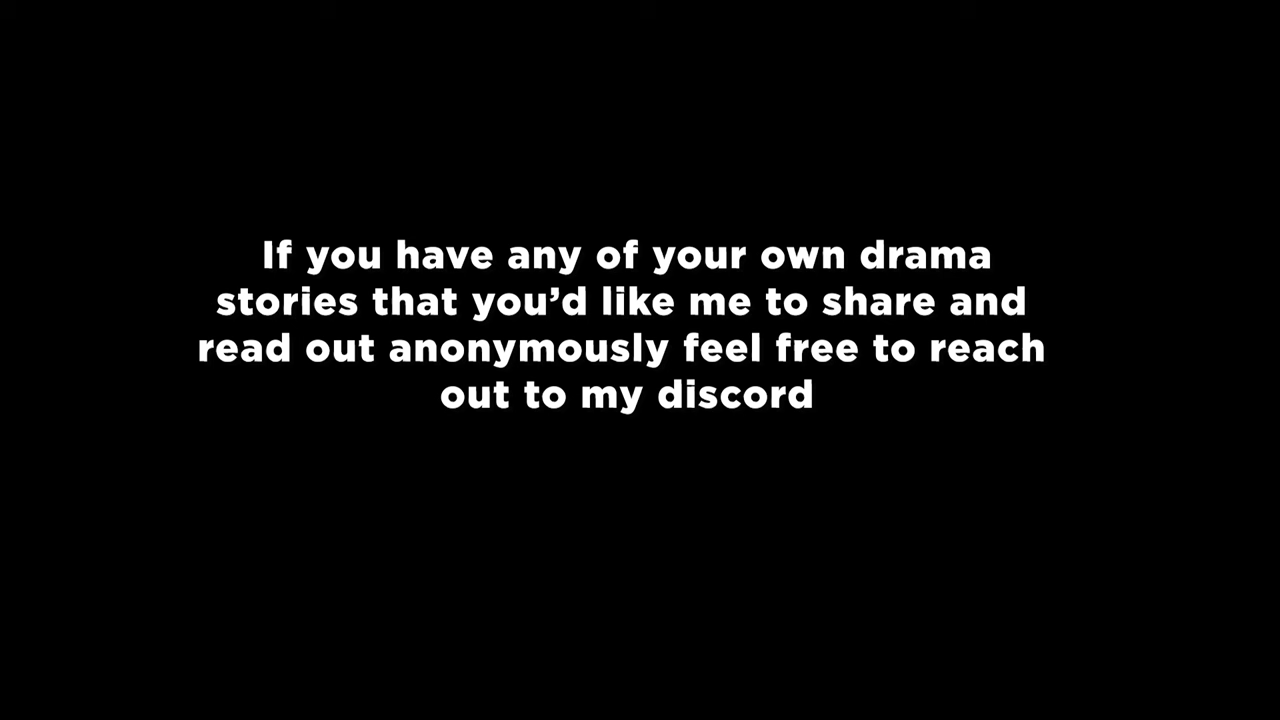 If you have any of your own drama
stories that you’d like me to share and
read out anonymously feel free to reach
out to my discord